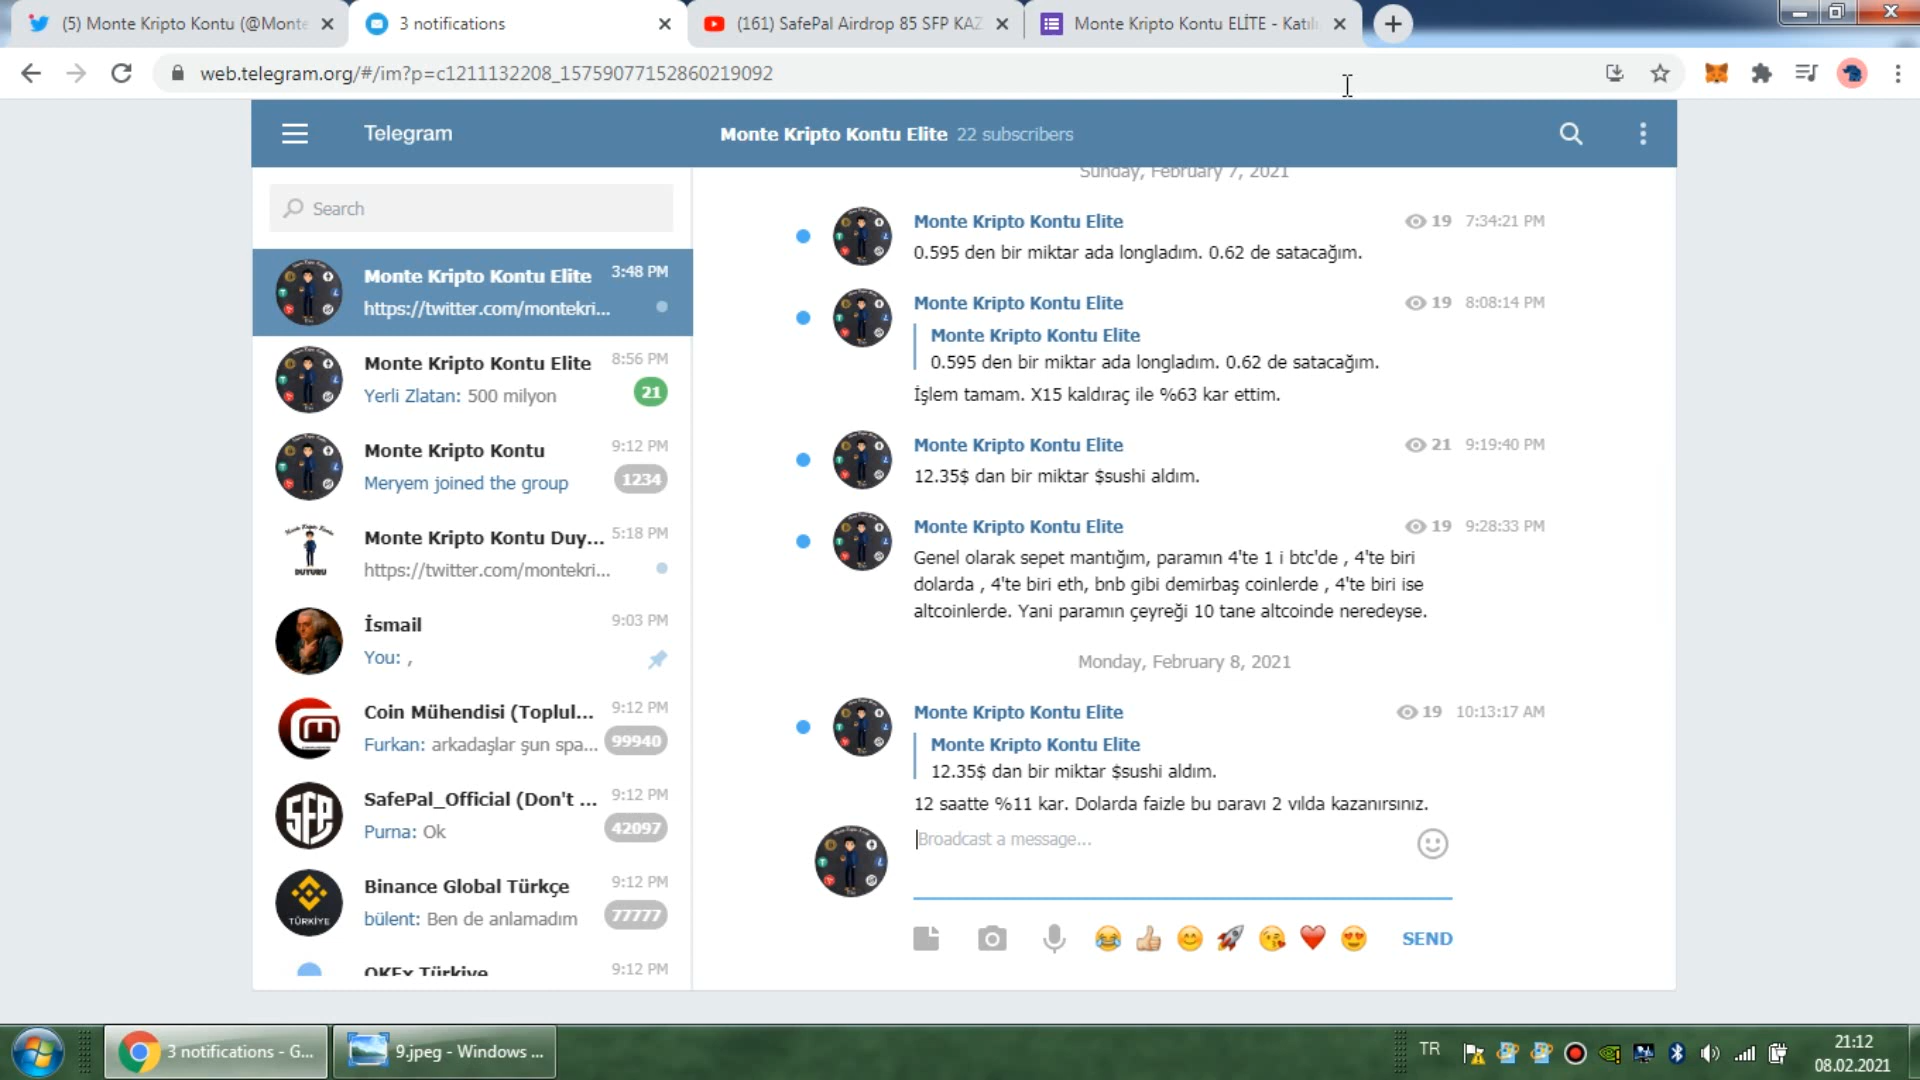 (5) Monte Kripto Kontu (@Monte
3 notifications
(161) SafePal Airdrop 85 SFP KAZ
Monte Kripto Kontu ELİTE - Katılı
web.telegram.org/#/im?p=c1211132208_15759077152860219092
Telegram
Monte Kripto Kontu Elite 22 subscribers
Search
Monte Kripto Kontu Elite 3:48 PM
https://twitter.com/montekri...
Monte Kripto Kontu Elite 8:56 PM
Yerli Zlatan: 500 milyon 21
Monte Kripto Kontu 9:12 PM
Meryem joined the group 1234
DUYURU
Monte Kripto Kontu Duy... 5:18 PM
https://twitter.com/montekri...
İsmail 9:03 PM
You: ,
Coin Mühendisi (Toplul... 9:12 PM
Furkan: arkadaşlar şun spa... 99940
SFP
SafePal_Official (Don't ... 9:12 PM
Purna: Ok 42097
TÜRKİYE
Binance Global Türkçe 9:12 PM
bülent: Ben de anlamadım 77777
OKEx Türkiye 9:12 PM
Sunday, February 7, 2021
Monte Kripto Kontu Elite 19 7:34:21 PM
0.595 den bir miktar ada longladım. 0.62 de satacağım.
Monte Kripto Kontu Elite 19 8:08:14 PM
Monte Kripto Kontu Elite
0.595 den bir miktar ada longladım. 0.62 de satacağım.
İşlem tamam. X15 kaldıraç ile %63 kar ettim.
Monte Kripto Kontu Elite 21 9:19:40 PM
12.35$ dan bir miktar $sushi aldım.
Monte Kripto Kontu Elite 19 9:28:33 PM
Genel olarak sepet mantığım, paramın 4'te 1 i btc'de , 4'te biri
dolarda , 4'te biri eth, bnb gibi demirbaş coinlerde , 4'te biri ise
altcoinlerde. Yani paramın çeyreği 10 tane altcoinde neredeyse.
Monday, February 8, 2021
Monte Kripto Kontu Elite 19 10:13:17 AM
Monte Kripto Kontu Elite
12.35$ dan bir miktar $sushi aldım.
12 saatte %11 kar. Dolarda faizle bu parayı 2 yılda kazanırsınız.
Broadcast a message...
SEND
3 notifications - G...
9.jpeg - Windows ...
TR
21:12
08.02.2021